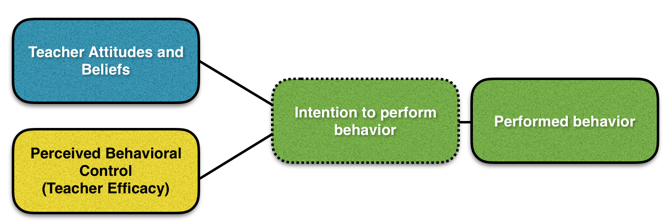 Teacher Attitudes and
Beliefs
Perceived Behavioral
Control
(Teacher Efficacy)
Intention to perform
behavior
Performed behavior